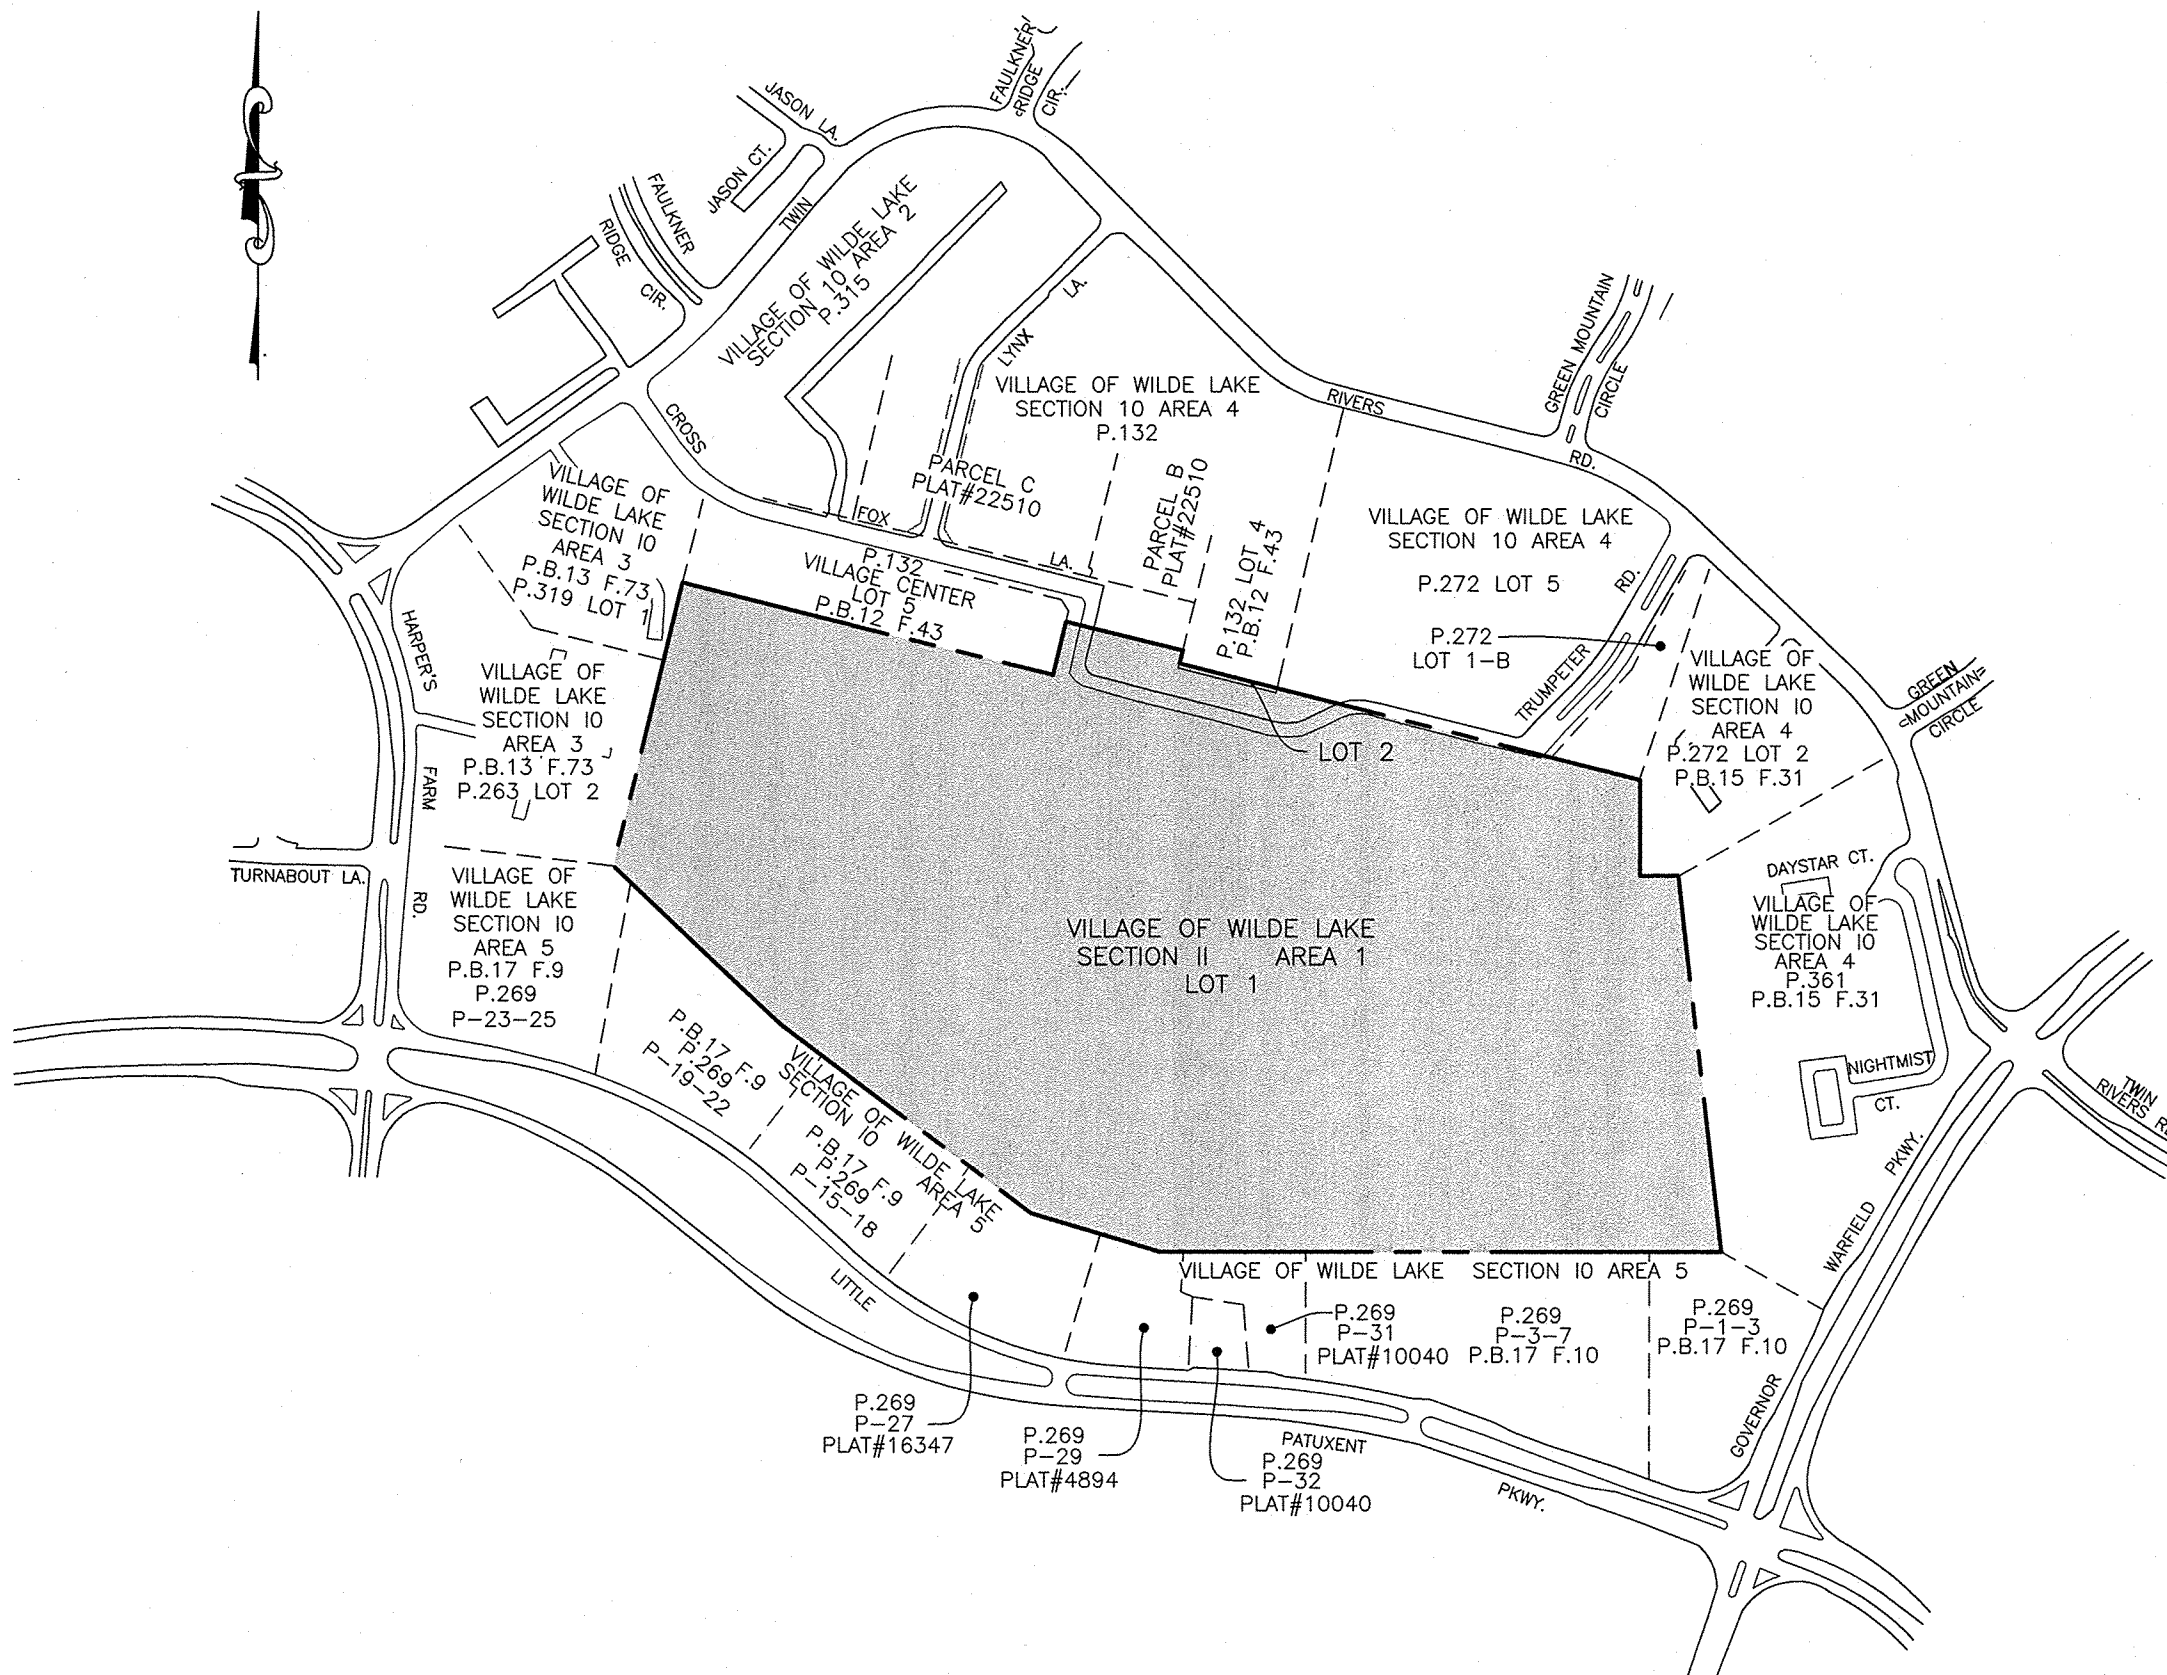 FAULKNER
RIDGE
CIR.
JASON LA.
JASON CT.
FAULKNER
RIDGE
CIR.
TWIN
VILLAGE OF WILDE LAKE
SECTION 10 AREA 2
P.315
LYNX
LA.
GREEN MOUNTAIN
CIRCLE
CROSS
VILLAGE OF WILDE LAKE
SECTION 10 AREA 4
P.132
RIVERS
RD.
VILLAGE OF
WILDE LAKE
SECTION 10
AREA 3
P.B.13 F.73
P.319 LOT 1
PARCEL C
PLAT#22510
FOX
LA.
PARCEL B
PLAT#22510
P.132 LOT 4
P.B.12 F.43
VILLAGE OF WILDE LAKE
SECTION 10 AREA 4
P.272 LOT 5
P.272
LOT 1-B
RD.
TRUMPETER
P.132
VILLAGE CENTER
LOT 5
P.B.12 F.43
HARPER'S
FARM
RD.
VILLAGE OF
WILDE LAKE
SECTION 10
AREA 3
P.B.13 F.73
P.263 LOT 2
VILLAGE OF
WILDE LAKE
SECTION 10
AREA 4
P.272 LOT 2
P.B.15 F.31
GREEN
MOUNTAIN
CIRCLE
LOT 2
TURNABOUT LA.
VILLAGE OF
WILDE LAKE
SECTION 10
AREA 5
P.B.17 F.9
P.269
P-23-25
DAYSTAR CT.
VILLAGE OF
WILDE LAKE
SECTION 10
AREA 4
P.361
P.B.15 F.31
VILLAGE OF WILDE LAKE
SECTION II AREA 1
LOT 1
P.B.17 F.9
P.269
P-19-22
VILLAGE OF WILDE LAKE
SECTION 10 AREA 5
P.B.17 F.9
P.269
P-15-18
NIGHTMIST
CT.
TWIN
RIVERS R
PKWY.
WARFIELD
GOVERNOR
LITTLE
VILLAGE OF WILDE LAKE SECTION 10 AREA 5
P.269
P-31
PLAT#10040
P.269
P-3-7
P.B.17 F.10
P.269
P-1-3
P.B.17 F.10
P.269
P-27
PLAT#16347
P.269
P-29
PLAT#4894
PATUXENT
P.269
P-32
PLAT#10040
PKWY.